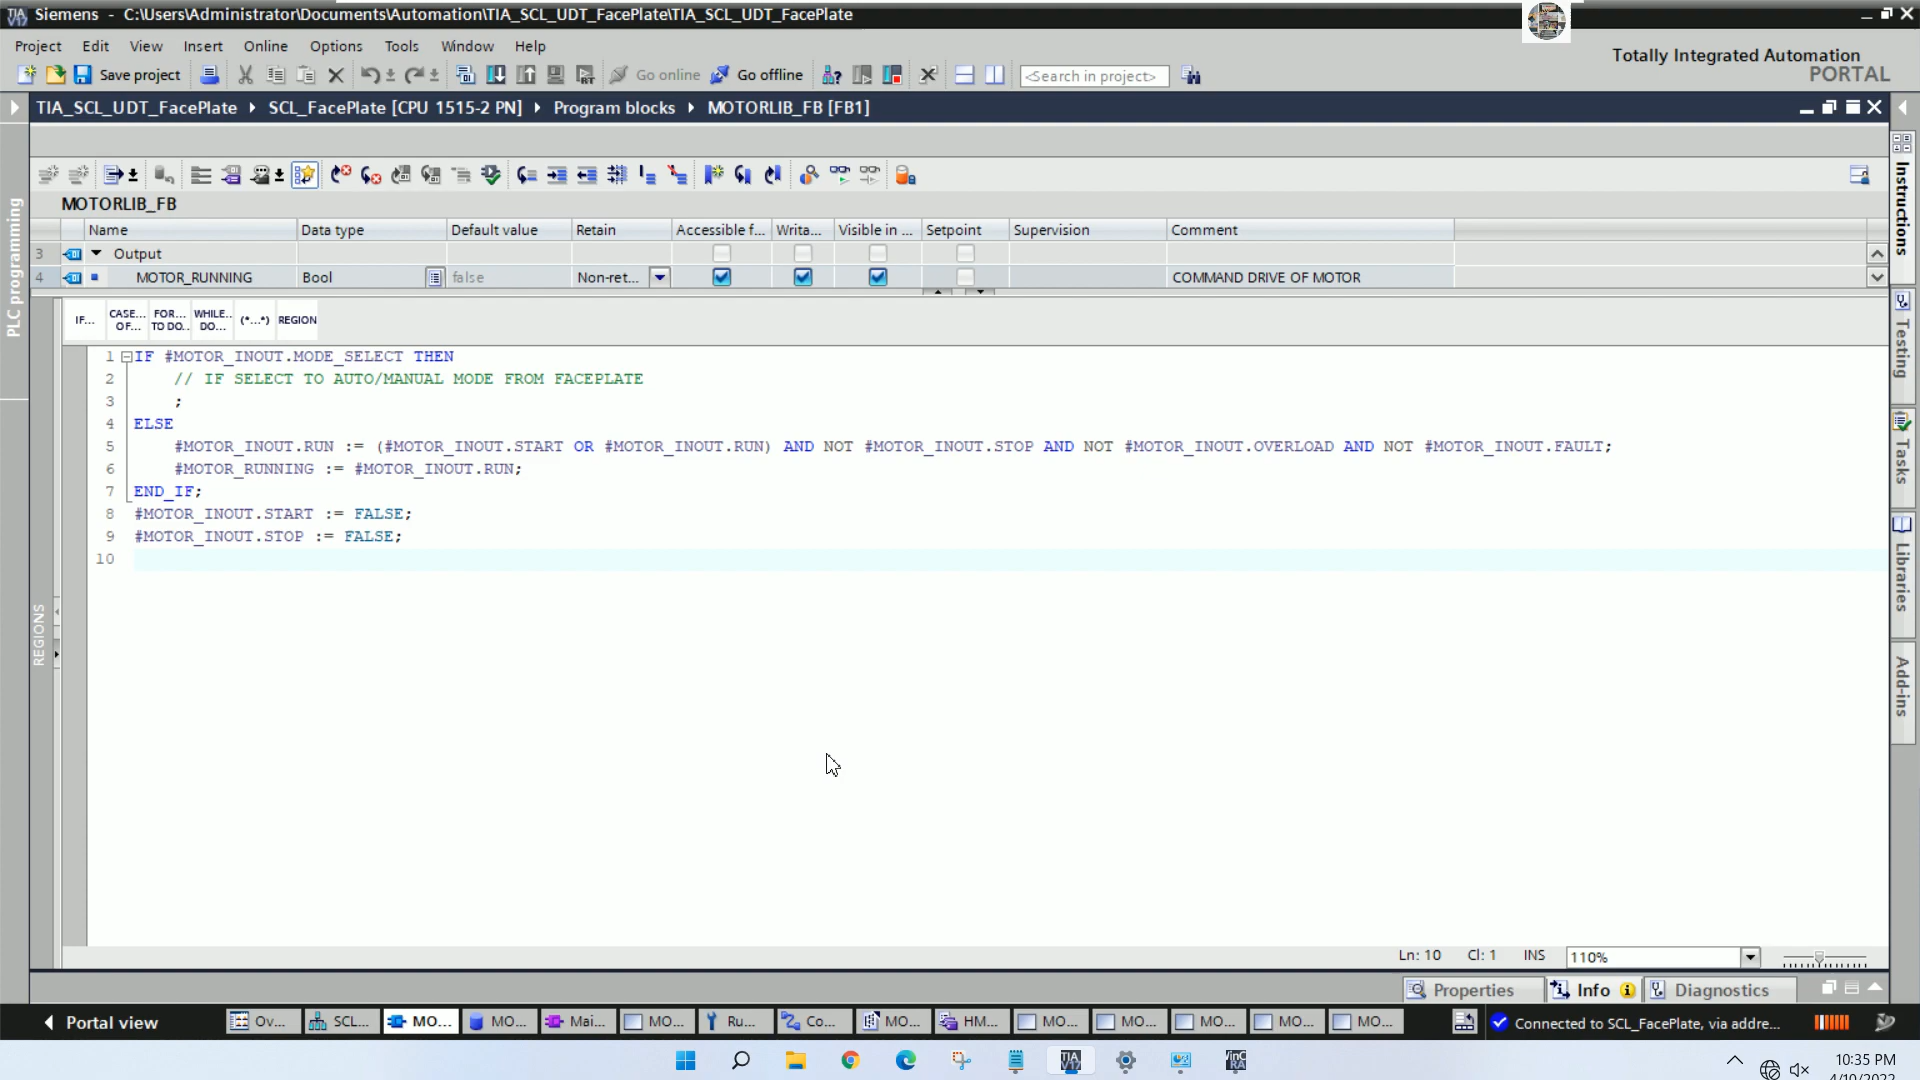 Siemens - C:\Users\Administrator\Documents\Automation\TIA_SCL_UDT_FacePlate\TIA_SCL_UDT_FacePlate
Project Edit View Insert Online Options Tools Window Help
Totally Integrated Automation
PORTAL
Save project Go online Go offline <Search in project>
TIA_SCL_UDT_FacePlate SCL_FacePlate [CPU 1515-2 PN] Program blocks MOTORLIB_FB [FB1]
MOTORLIB_FB
Name Data type Default value Retain Accessible f... Writa... Visible in ... Setpoint Supervision Comment
3 Output
4 MOTOR_RUNNING Bool false Non-ret... COMMAND DRIVE OF MOTOR
IF... CASE... OF... FOR... TO DO.. WHILE.. DO... (*...*) REGION
1 IF #MOTOR_INOUT.MODE_SELECT THEN
2 // IF SELECT TO AUTO/MANUAL MODE FROM FACEPLATE
3 ;
4 ELSE
5 #MOTOR_INOUT.RUN := (#MOTOR_INOUT.START OR #MOTOR_INOUT.RUN) AND NOT #MOTOR_INOUT.STOP AND NOT #MOTOR_INOUT.OVERLOAD AND NOT #MOTOR_INOUT.FAULT;
6 #MOTOR_RUNNING := #MOTOR_INOUT.RUN;
7 END_IF;
8 #MOTOR_INOUT.START := FALSE;
9 #MOTOR_INOUT.STOP := FALSE;
10
PLC programming
REGIONS
Instructions
Testing
Tasks
Libraries
Add-ins
Ln: 10 Cl: 1 INS 110%
Properties Info Diagnostics
Portal view Ov... SCL... MO... MO... Mai... MO... Ru... Co... MO... HM... MO... MO... MO... MO... MO... Connected to SCL_FacePlate, via addre...
10:35 PM
4/10/2022